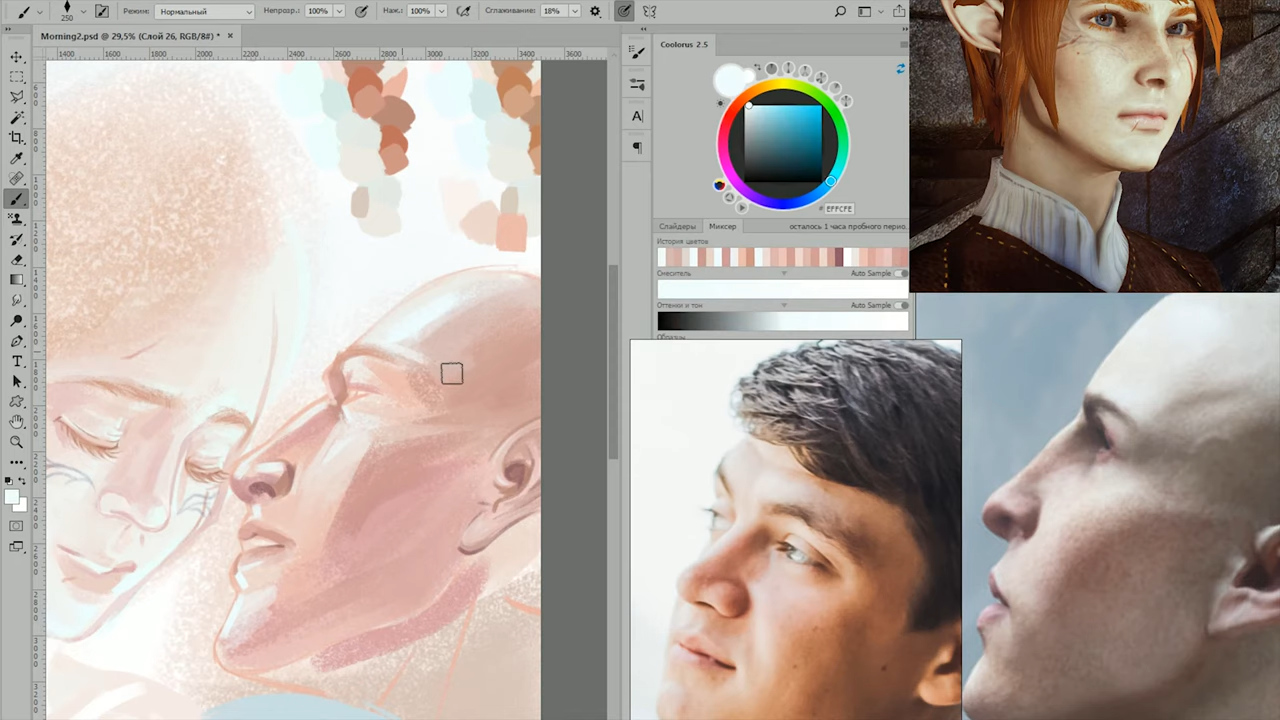 250
Режим:
Нормальный
Непрозр.:
100%
Наж.:
100%
Сглаживание:
18%
Morning2.psd @ 29,5% (Слой 26, RGB/8#) *
1400 1600 1800 2000 2200 2400 2600 2800 3000 3200 3400 3600
Coolorus 2.5
# EFFCFE
Слайдеры
Миксер
осталось 1 часа пробного перио,
История цветов
Смеситель
Auto Sample
Оттенки и тон
Auto Sample
Образцы